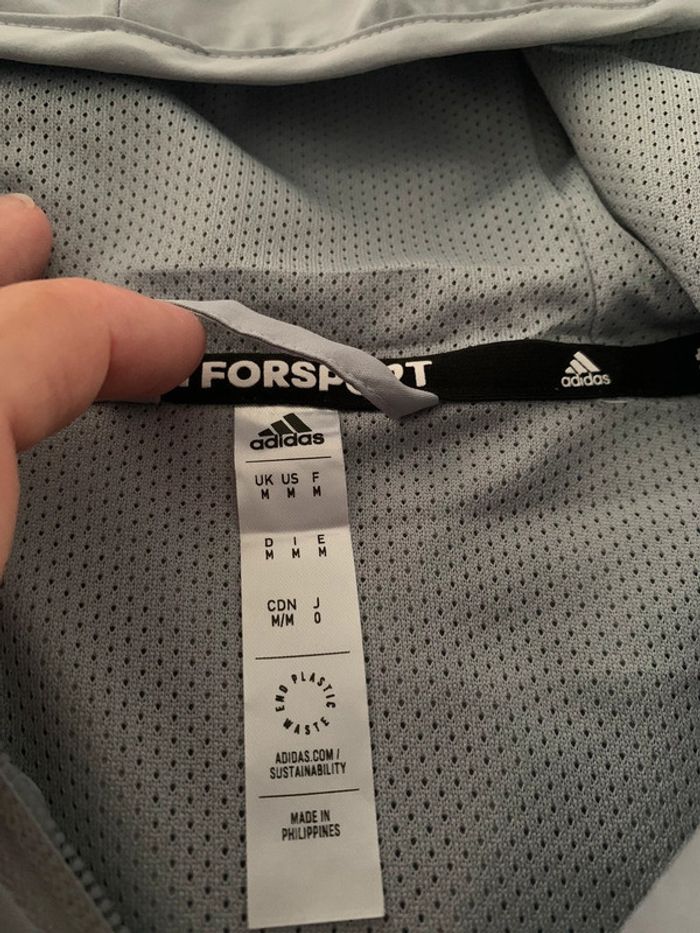 FORSPORT
adidas
adidas
UK US F
M M M
D I E
M M M
CDN J
M/M O
END PLASTIC WASTE
ADIDAS.COM/
SUSTAINABILITY
MADE IN
PHILIPPINES